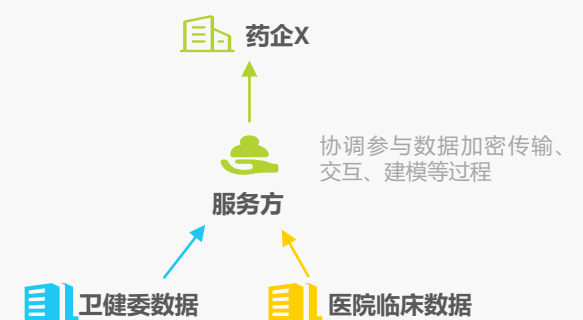 药企X
协调参与数据加密传输、
交互、建模等过程
服务方
卫健委数据
医院临床数据